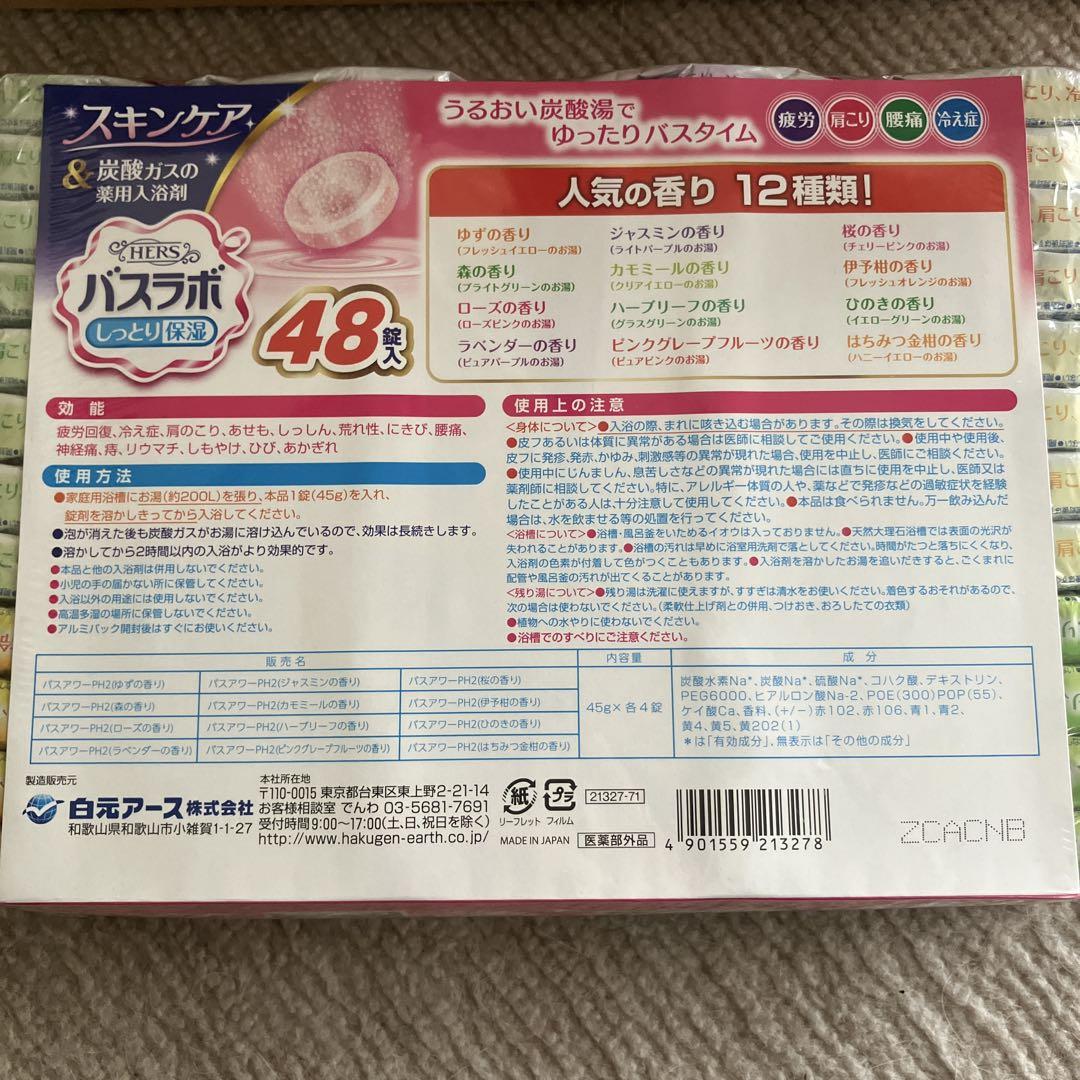 スキンケア
&炭酸ガスの
薬用入浴剤
HERS
バスラボ
しっとり保湿
48錠入
うるおい炭酸湯で
ゆったりバスタイム
疲労 肩こり 腰痛 冷え症
人気の香り 12種類!
ゆずの香り
(フレッシュイエローのお湯)
ジャスミンの香り
(ライトパープルのお湯)
桜の香り
(チェリーピンクのお湯)
森の香り
(ブライトグリーンのお湯)
カモミールの香り
(クリアイエローのお湯)
伊予柑の香り
(フレッシュオレンジのお湯)
ローズの香り
(ローズピンクのお湯)
ハーブリーフの香り
(グラスグリーンのお湯)
ひのきの香り
(イエローグリーンのお湯)
ラベンダーの香り
(ピュアパープルのお湯)
ピンクグレープフルーツの香り
(ピュアピンクのお湯)
はちみつ金柑の香り
(ハニーイエローのお湯)
効能
疲労回復、冷え症、肩のこり、あせも、しっしん、荒れ性、にきび、腰痛、
神経痛、痔、リウマチ、しもやけ、ひび、あかぎれ
使用方法
●家庭用浴槽にお湯(約200L)を張り、本品1錠(45g)を入れ、
錠剤を溶かしきってから入浴してください。
●泡が消えた後も炭酸ガスがお湯に溶け込んでいるので、効果は長続きします。
●溶かしてから2時間以内の入浴がより効果的です。
●本品と他の入浴剤は併用しないでください。
●小児の手の届かない所に保管してください。
●入浴以外の用途には使用しないでください。
●高温多湿の場所に保管しないでください。
●アルミパック開封後はすぐにお使いください。
使用上の注意
<身体について>●入浴の際、まれに咳き込む場合があります。その際は換気をしてください。
●皮フあるいは体質に異常がある場合は医師に相談してご使用ください。●使用中や使用後、
皮フに発疹、発赤、かゆみ、刺激感等の異常が現れた場合、使用を中止し、医師にご相談ください。
●使用中にじんましん、息苦しさなどの異常が現れた場合には直ちに使用を中止し、医師又は
薬剤師に相談してください。特に、アレルギー体質の人や、薬などで発疹などの過敏症状を経験
したことがある人は、十分注意して使用してください。●本品は食べられません。万一飲み込んだ
場合は、水を飲ませる等の処置を行ってください。
<浴槽について>●浴槽・風呂釜をいためるイオウは入っておりません。●天然大理石浴槽では表面の光沢が
失われることがあります。●浴槽の汚れは早めに浴室用洗剤で落としてください。時間がたつと落ちにくくなり、
入浴剤の色素が付着して色がつくこともあります。●入浴剤を溶かしたお湯を追いだきすると、ごくまれに
配管や風呂釜の汚れが出てくることがあります。
<残り湯について>●残り湯は洗濯に使えますが、すすぎは清水をお使いください。着色するおそれがあるので、
次の場合は使わないでください。(柔軟仕上げ剤との併用、つけおき、おろしたての衣類)
●植物への水やりに使わないでください。
●浴槽でのすべりにご注意ください。
販売名 内容量 成分
バスアワーPH2(ゆずの香り) バスアワーPH2(ジャスミンの香り) バスアワーPH2(桜の香り)
バスアワーPH2(森の香り) バスアワーPH2(カモミールの香り) バスアワーPH2(伊予柑の香り)
バスアワーPH2(ローズの香り) バスアワーPH2(ハーブリーフの香り) バスアワーPH2(ひのきの香り)
バスアワーPH2(ラベンダーの香り) バスアワーPH2(ピンクグレープフルーツの香り) バスアワーPH2(はちみつ金柑の香り)
45g×各4錠
炭酸水素Na*、炭酸Na*、硫酸Na*、コハク酸、デキストリン、
PEG6000、ヒアルロン酸Na-2、POE(300)POP(55)、
ケイ酸Ca、香料、(+/-)赤102、赤106、青1、青2、
黄4、黄5、黄202(1)
*は「有効成分」、無表示は「その他の成分」
製造販売元
白元アース株式会社
和歌山県和歌山市小雑賀1-1-27
本社所在地
〒110-0015 東京都台東区東上野2-21-14
お客様相談室 でんわ 03-5681-7691
受付時間9:00〜17:00(土、日、祝日を除く)
http://www.hakugen-earth.co.jp/
紙 プラ
リーフレット フィルム
21327-71
MADE IN JAPAN
医薬部外品
4 901559 213278
ZCACNB